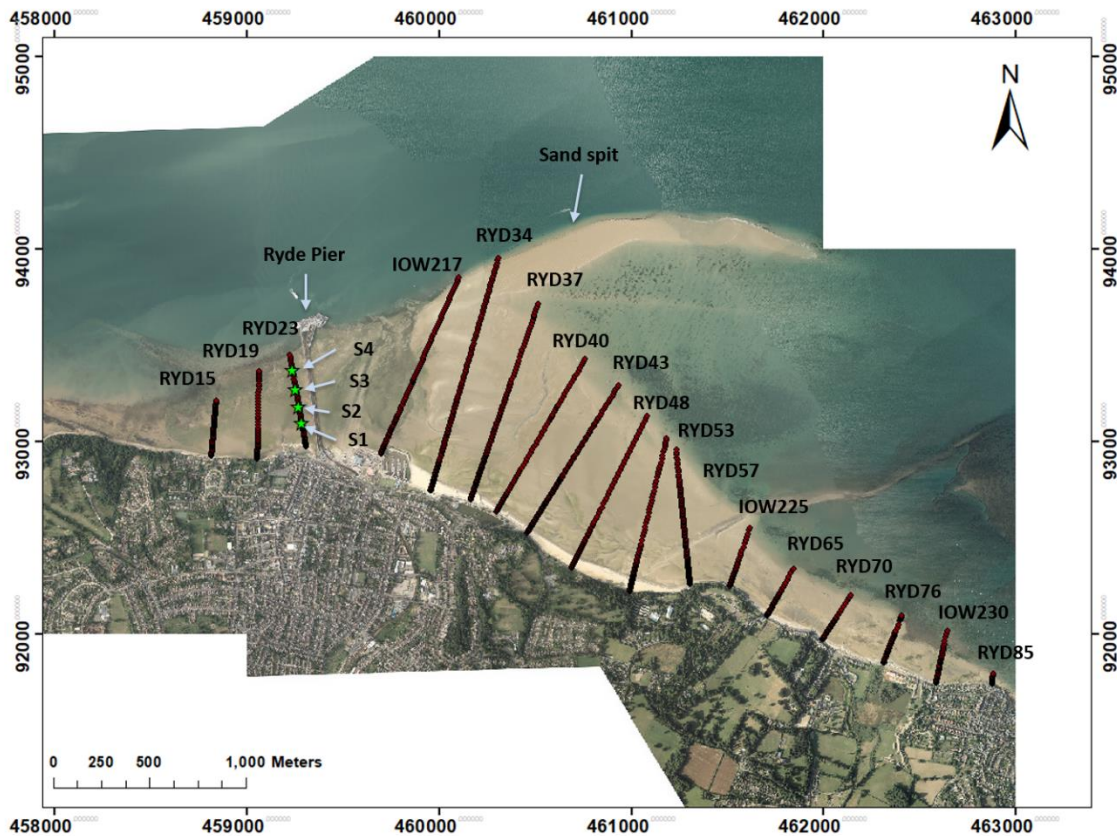 458000 459000 460000 461000 462000 463000
95000 95000
N
Sand spit
RYD34
94000 94000
Ryde Pier
IOW217
RYD37
RYD23
RYD40
RYD19
S4
RYD43
RYD15
S3
RYD48
S2
RYD53
93000 93000
S1
RYD57
IOW225
RYD65
RYD70
RYD76
IOW230
92000 92000
RYD85
0 250 500 1,000 Meters
458000 459000 460000 461000 462000 463000